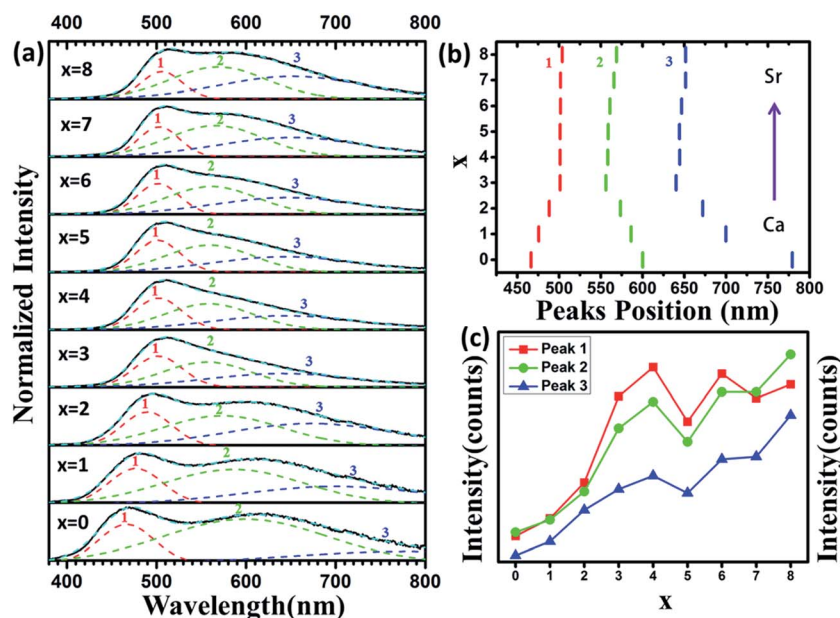 400 500 600 700 800
(a)
Normalized Intensity
x=8
1
2
3
x=7
1
2
3
x=6
1
2
3
x=5
1
2
3
x=4
1
2
3
x=3
1
2
3
x=2
1
2
3
x=1
1
2
3
x=0
1
2
3
400 500 600 700 800
Wavelength(nm)
(b)
x
8
7
6
5
4
3
2
1
0
1 2 3
Sr
Ca
450 500 550 600 650 700 750 800
Peaks Position (nm)
(c)
Intensity(counts)
Peak 1
Peak 2
Peak 3
Intensity(counts)
0 1 2 3 4 5 6 7 8
x